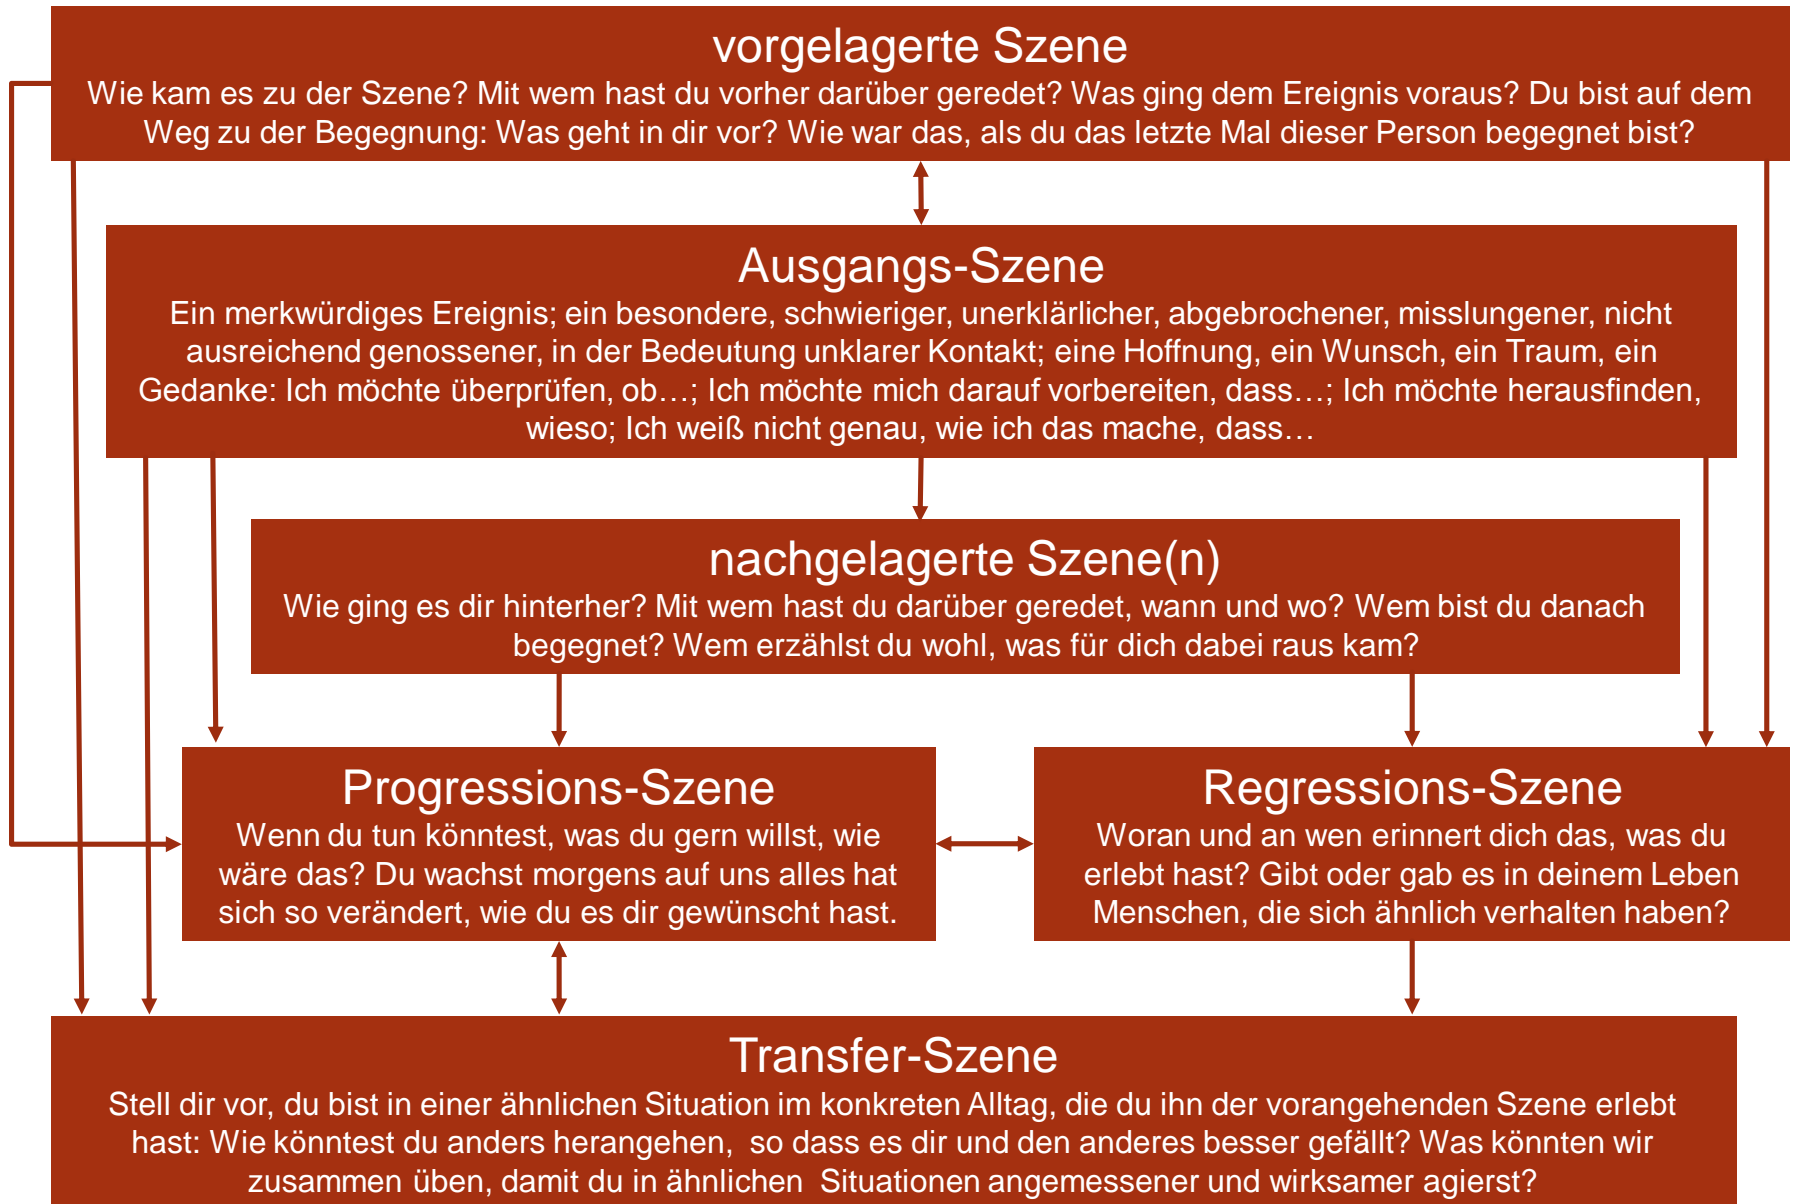 vorgelagerte Szene
Wie kam es zu der Szene? Mit wem hast du vorher darüber geredet? Was ging dem Ereignis voraus? Du bist auf dem
Weg zu der Begegnung: Was geht in dir vor? Wie war das, als du das letzte Mal dieser Person begegnet bist?
Ausgangs-Szene
Ein merkwürdiges Ereignis; ein besondere, schwieriger, unerklärlicher, abgebrochener, misslungener, nicht
ausreichend genossener, in der Bedeutung unklarer Kontakt; eine Hoffnung, ein Wunsch, ein Traum, ein
Gedanke: Ich möchte überprüfen, ob…; Ich möchte mich darauf vorbereiten, dass…; Ich möchte herausfinden,
wieso; Ich weiß nicht genau, wie ich das mache, dass…
nachgelagerte Szene(n)
Wie ging es dir hinterher? Mit wem hast du darüber geredet, wann und wo? Wem bist du danach
begegnet? Wem erzählst du wohl, was für dich dabei raus kam?
Progressions-Szene
Wenn du tun könntest, was du gern willst, wie
wäre das? Du wachst morgens auf uns alles hat
sich so verändert, wie du es dir gewünscht hast.
Regressions-Szene
Woran und an wen erinnert dich das, was du
erlebt hast? Gibt oder gab es in deinem Leben
Menschen, die sich ähnlich verhalten haben?
Transfer-Szene
Stell dir vor, du bist in einer ähnlichen Situation im konkreten Alltag, die du ihn der vorangehenden Szene erlebt
hast: Wie könntest du anders herangehen, so dass es dir und den anderes besser gefällt? Was könnten wir
zusammen üben, damit du in ähnlichen Situationen angemessener und wirksamer agierst?